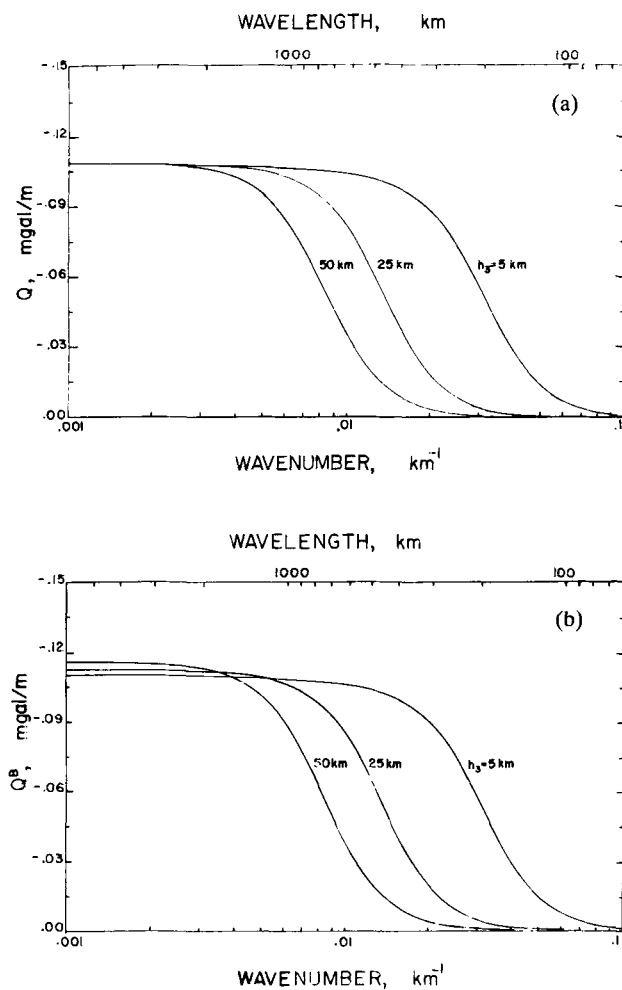 WAVELENGTH, km
1000 100
-.15
(a)
-.12
-.09
Q, mgal/m
50 km 25 km h₃=5 km
-.06
-.03
.00
.001 .01 .1
WAVENUMBER, km⁻¹
WAVELENGTH, km
1000 100
-.15
(b)
-.12
-.09
Qᴮ, mgal/m
50 km 25 km h₃=5 km
-.06
-.03
.00
.001 .01 .1
WAVENUMBER, km⁻¹